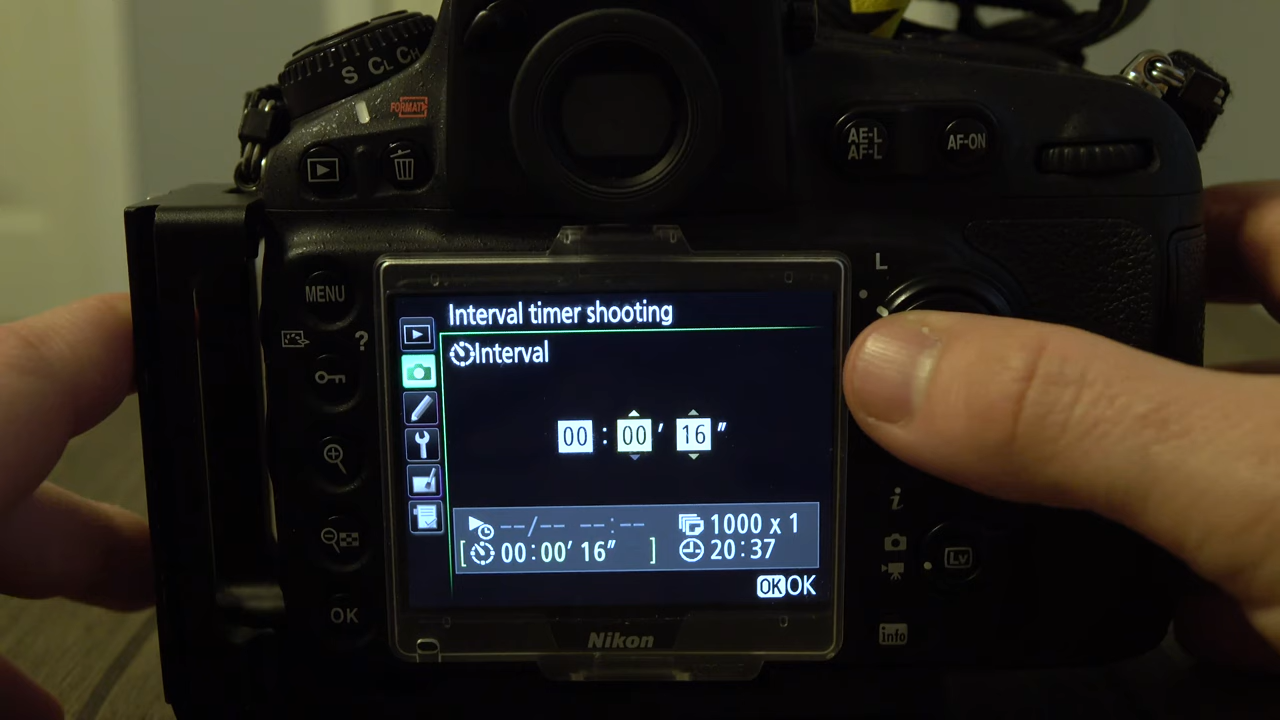 S CL CH
FORMAT
AE-L
AF-L
AF-ON
MENU
?
L
Interval timer shooting
Interval
00 : 00 ' 16 "
--/-- --:--
1000 x 1
[ 00:00' 16" ]
20:37
OK OK
OK
i
Lv
info
Nikon